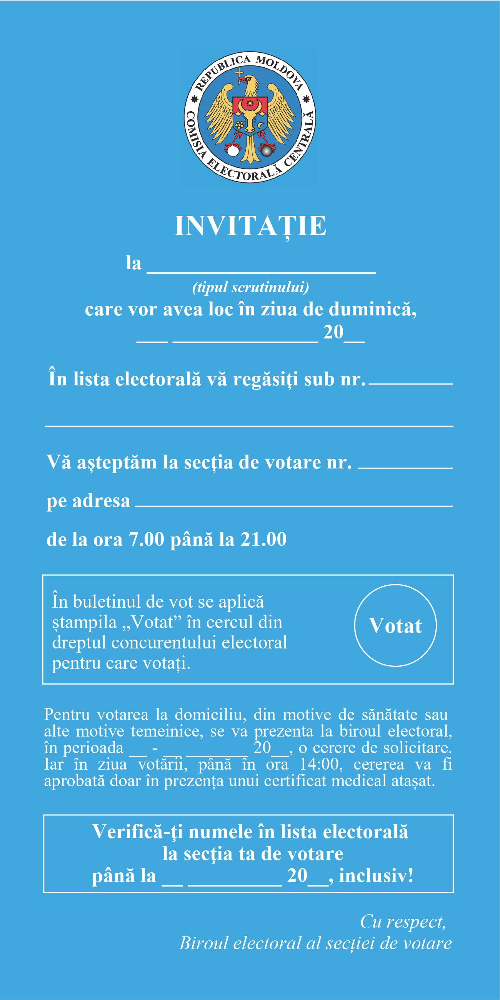 REPUBLICA MOLDOVA
COMISIA ELECTORALĂ CENTRALĂ
INVITAȚIE
la ______________________
(tipul scrutinului)
care vor avea loc în ziua de duminică,
___ ______________ 20__
În lista electorală vă regăsiți sub nr. ________
Vă așteptăm la secția de votare nr. _________
pe adresa ______________________________
de la ora 7.00 până la 21.00
În buletinul de vot se aplică
ștampila „Votat” în cercul din
dreptul concurentului electoral
pentru care votați.
Votat
Pentru votarea la domiciliu, din motive de sănătate sau
alte motive temeinice, se va prezenta la biroul electoral,
în perioada __ - __ _______ 20__, o cerere de solicitare.
Iar în ziua votării, până în ora 14:00, cererea va fi
aprobată doar în prezența unui certificat medical atașat.
Verifică-ţi numele în lista electorală
la secţia ta de votare
până la __ _________ 20__, inclusiv!
Cu respect,
Biroul electoral al secției de votare